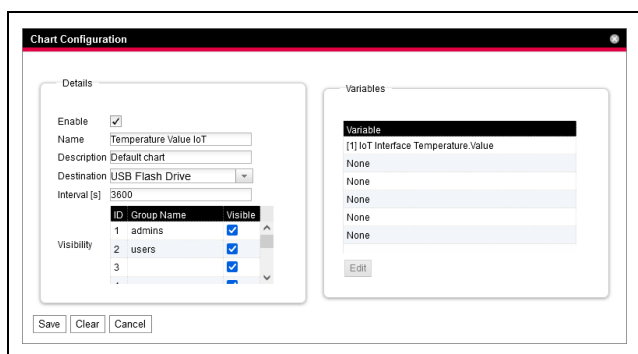 Chart Configuration
Details
Enable
Name Temperature Value IoT
Description Default chart
Destination USB Flash Drive
Interval [s] 3600
Visibility
ID Group Name Visible
1 admins
2 users
3
Variables
Variable
[1] IoT Interface Temperature.Value
None
None
None
None
None
Edit
Save Clear Cancel